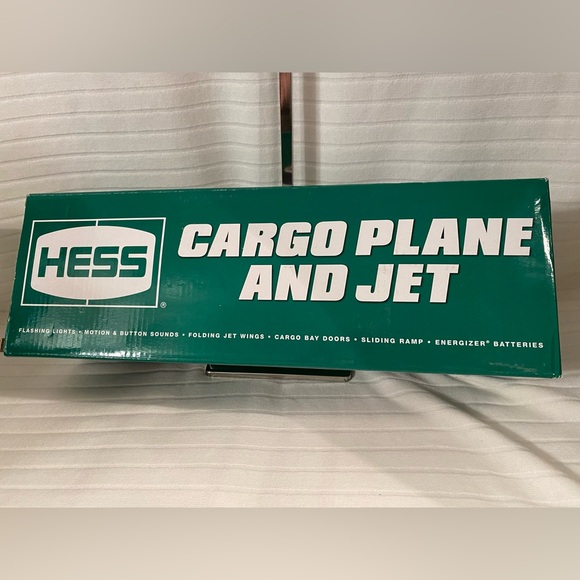 HESS
®
CARGO PLANE
AND JET
FLASHING LIGHTS • MOTION & BUTTON SOUNDS • FOLDING JET WINGS • CARGO BAY DOORS • SLIDING RAMP • ENERGIZER® BATTERIES